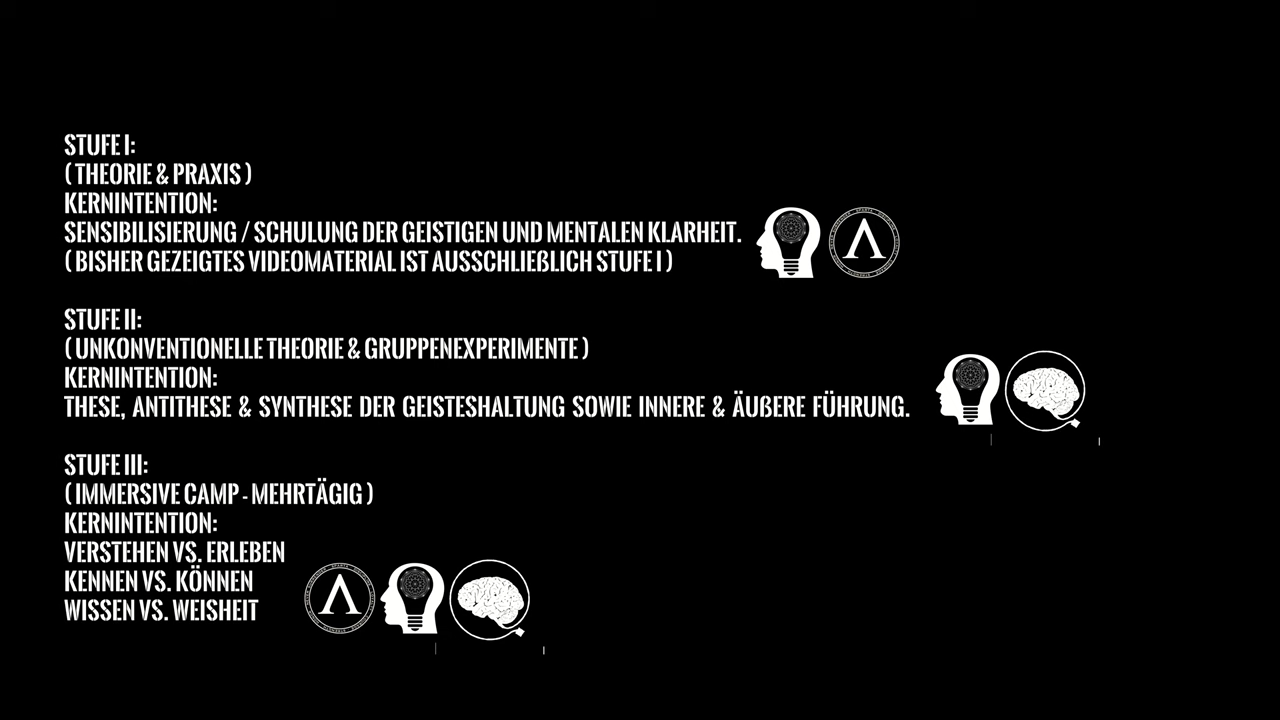 STUFE I:
( THEORIE & PRAXIS )
KERNINTENTION:
SENSIBILISIERUNG / SCHULUNG DER GEISTIGEN UND MENTALEN KLARHEIT.
( BISHER GEZEIGTES VIDEOMATERIAL IST AUSSCHLIEßLICH STUFE I )
STUFE II:
( UNKONVENTIONELLE THEORIE & GRUPPENEXPERIMENTE )
KERNINTENTION:
THESE, ANTITHESE & SYNTHESE DER GEISTESHALTUNG SOWIE INNERE & ÄUßERE FÜHRUNG.
STUFE III:
( IMMERSIVE CAMP - MEHRTÄGIG )
KERNINTENTION:
VERSTEHEN VS. ERLEBEN
KENNEN VS. KÖNNEN
WISSEN VS. WEISHEIT